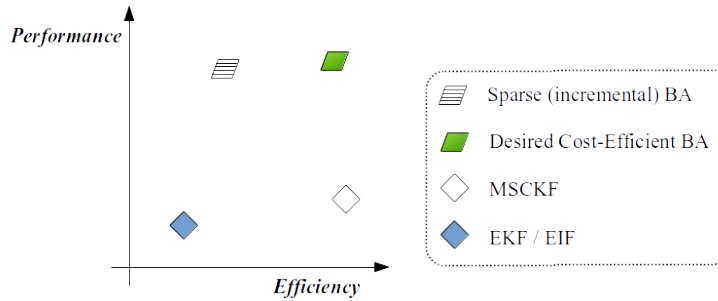 Performance
Efficiency
Sparse (incremental) BA
Desired Cost-Efficient BA
MSCKF
EKF / EIF